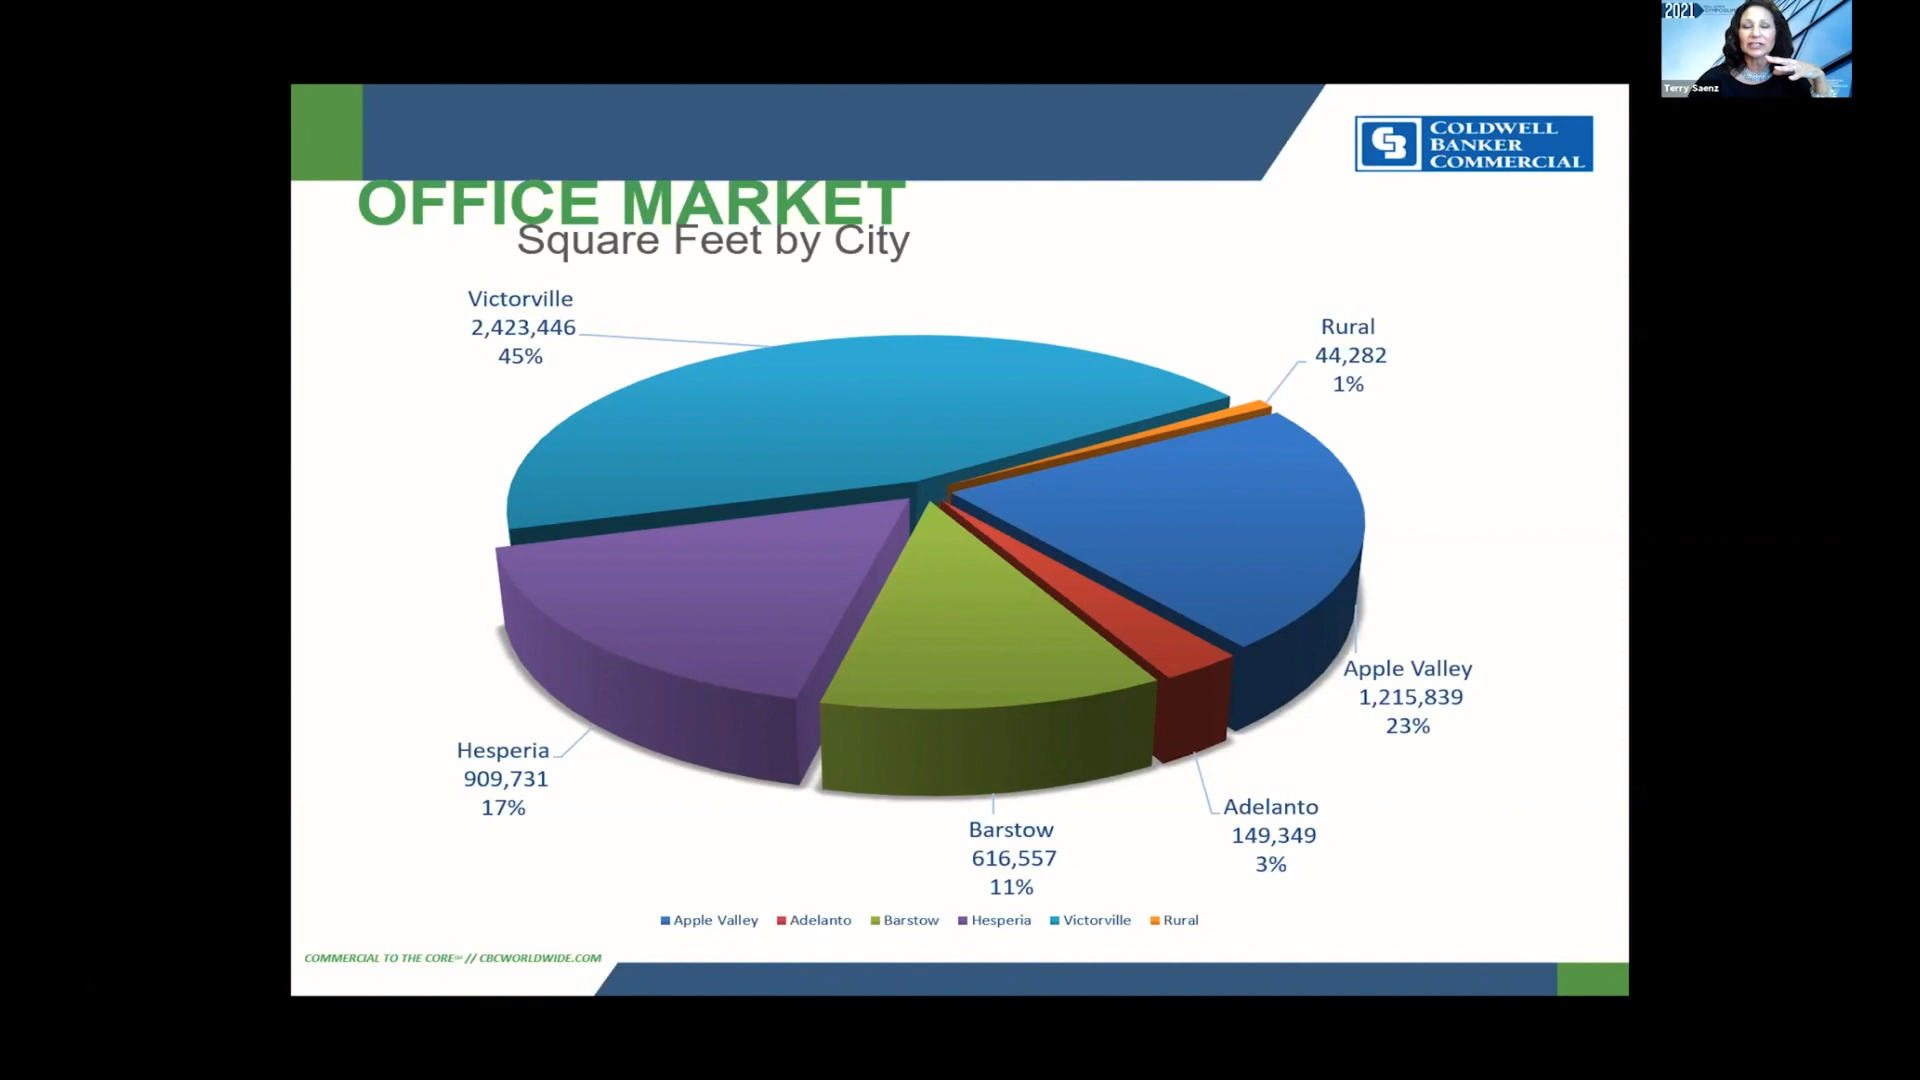 2021
Terry Saenz
COLDWELL
BANKER
COMMERCIAL
OFFICE MARKET
Square Feet by City
Victorville
2,423,446
45%
Rural
44,282
1%
Apple Valley
1,215,839
23%
Hesperia
909,731
17%
Adelanto
149,349
3%
Barstow
616,557
11%
Apple Valley Adelanto Barstow Hesperia Victorville Rural
COMMERCIAL TO THE CORE℠ // CBCWORLDWIDE.COM